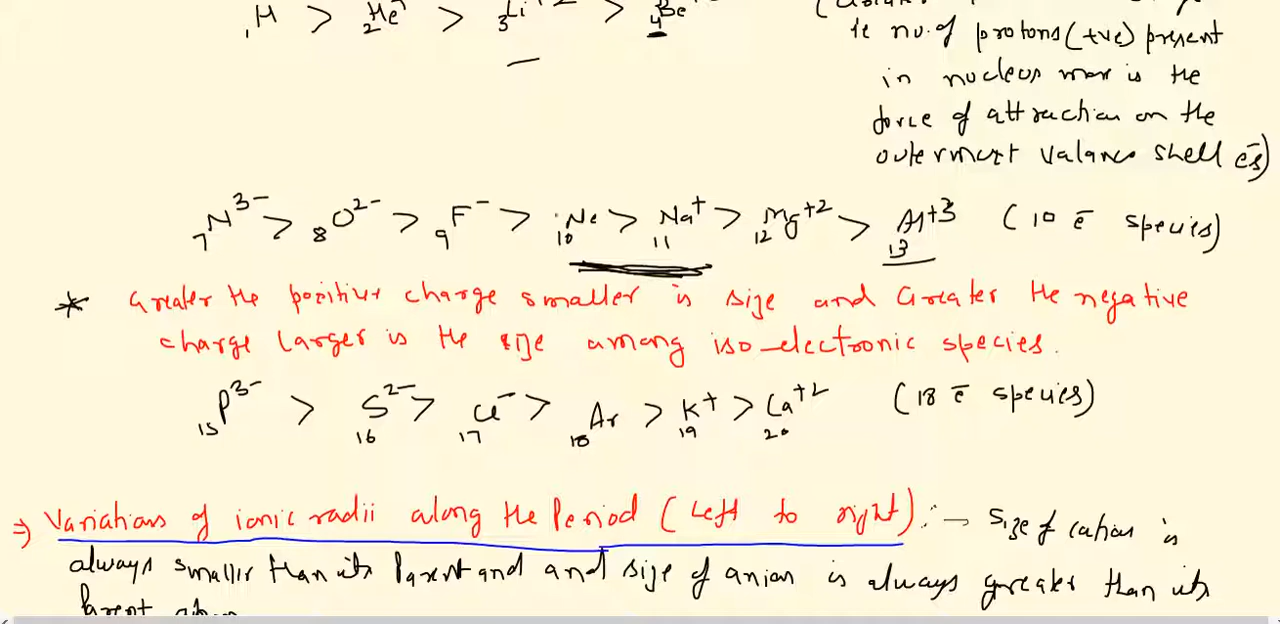 ₁H > ₂He⁺ > ₃Li⁺² > ₄Be
ie no. of protons (+ve) present
in nucleus more is the
force of attraction on the
outermost valance shell e̅s)
₇N³⁻ > ₈O²⁻ > ₉F⁻ > ₁₀Ne > ₁₁Na⁺ > ₁₂Mg⁺² > ₁₃Al⁺³ (10 e̅ species)
* Greater the positive charge smaller is size and Greater the negative
charge larger is the size among iso-electronic species.
₁₅P³⁻ > ₁₆S²⁻ > ₁₇Cl⁻ > ₁₈Ar > ₁₉K⁺ > ₂₀Ca⁺² (18 e̅ species)
⇒ Variations of ionic radii along the Period (Left to right) :- Size of cation is
always smaller than its Parent and and size of anion is always greater than its
Parent